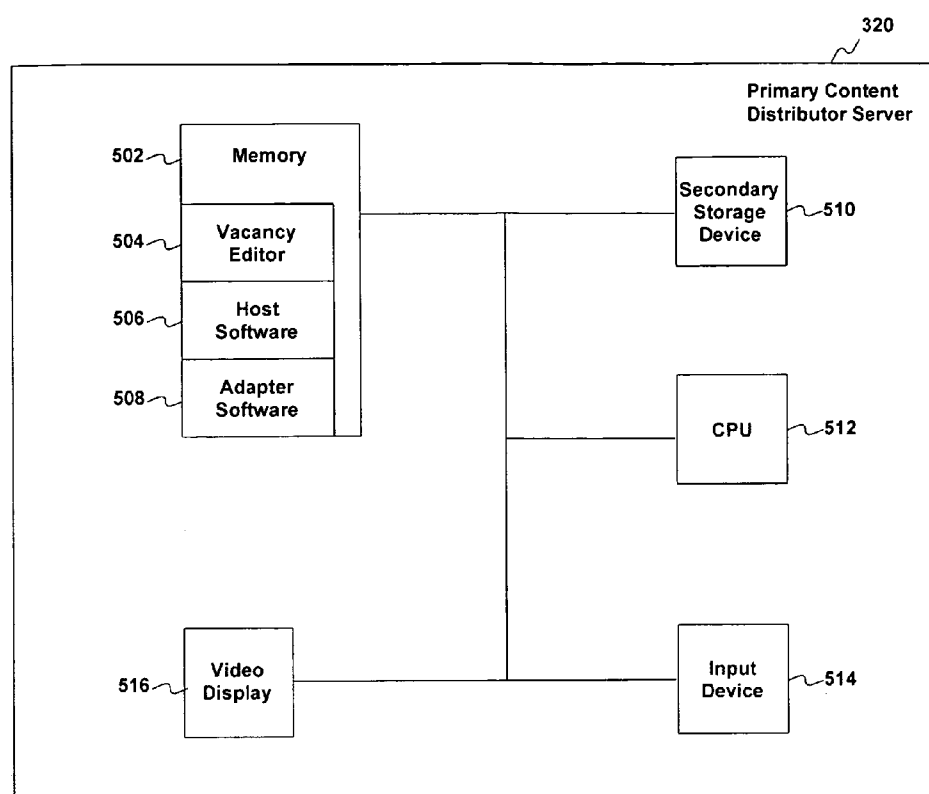 320
Primary Content
Distributor Server
502
Memory
504
Vacancy
Editor
506
Host
Software
508
Adapter
Software
Secondary
Storage
Device
510
CPU
512
516
Video
Display
Input
Device
514